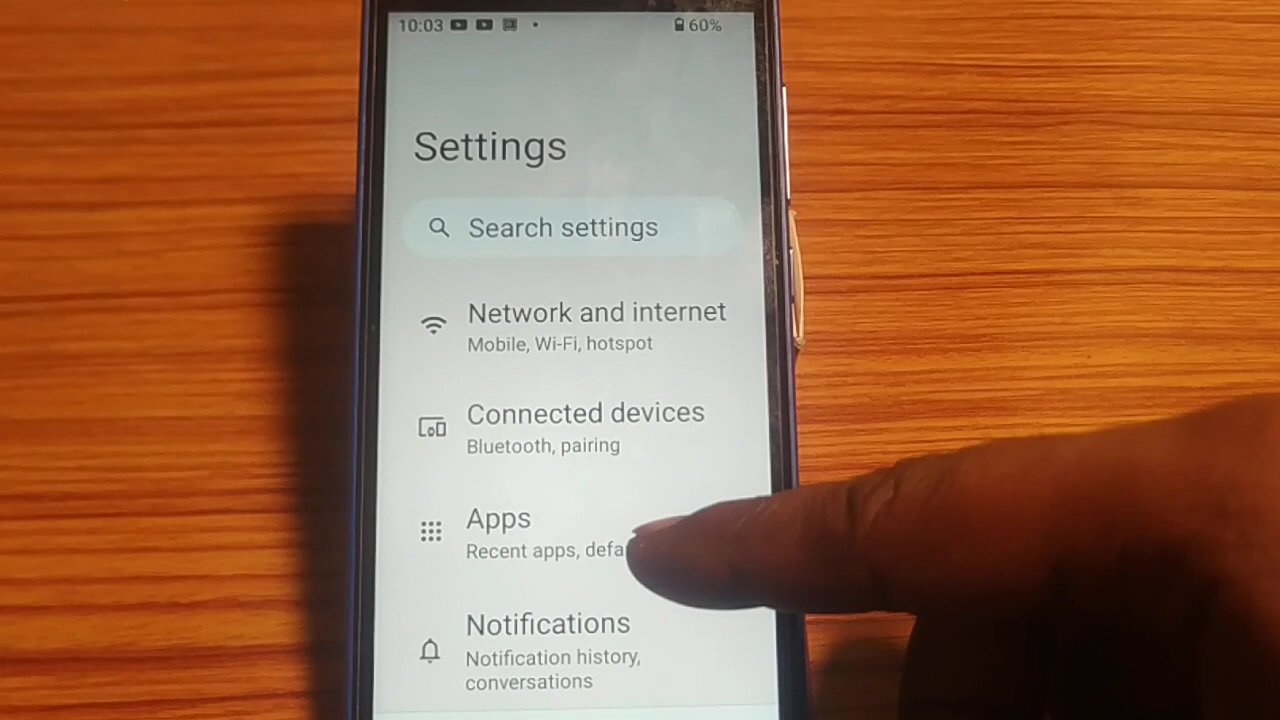 10:03 60%
Settings
Search settings
Network and internet
Mobile, Wi-Fi, hotspot
Connected devices
Bluetooth, pairing
Apps
Recent apps,
Notifications
Notification history,
conversations